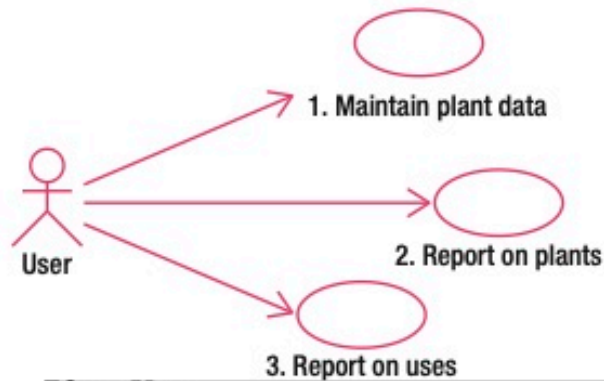 1. Maintain plant data
User
2. Report on plants
3. Report on uses